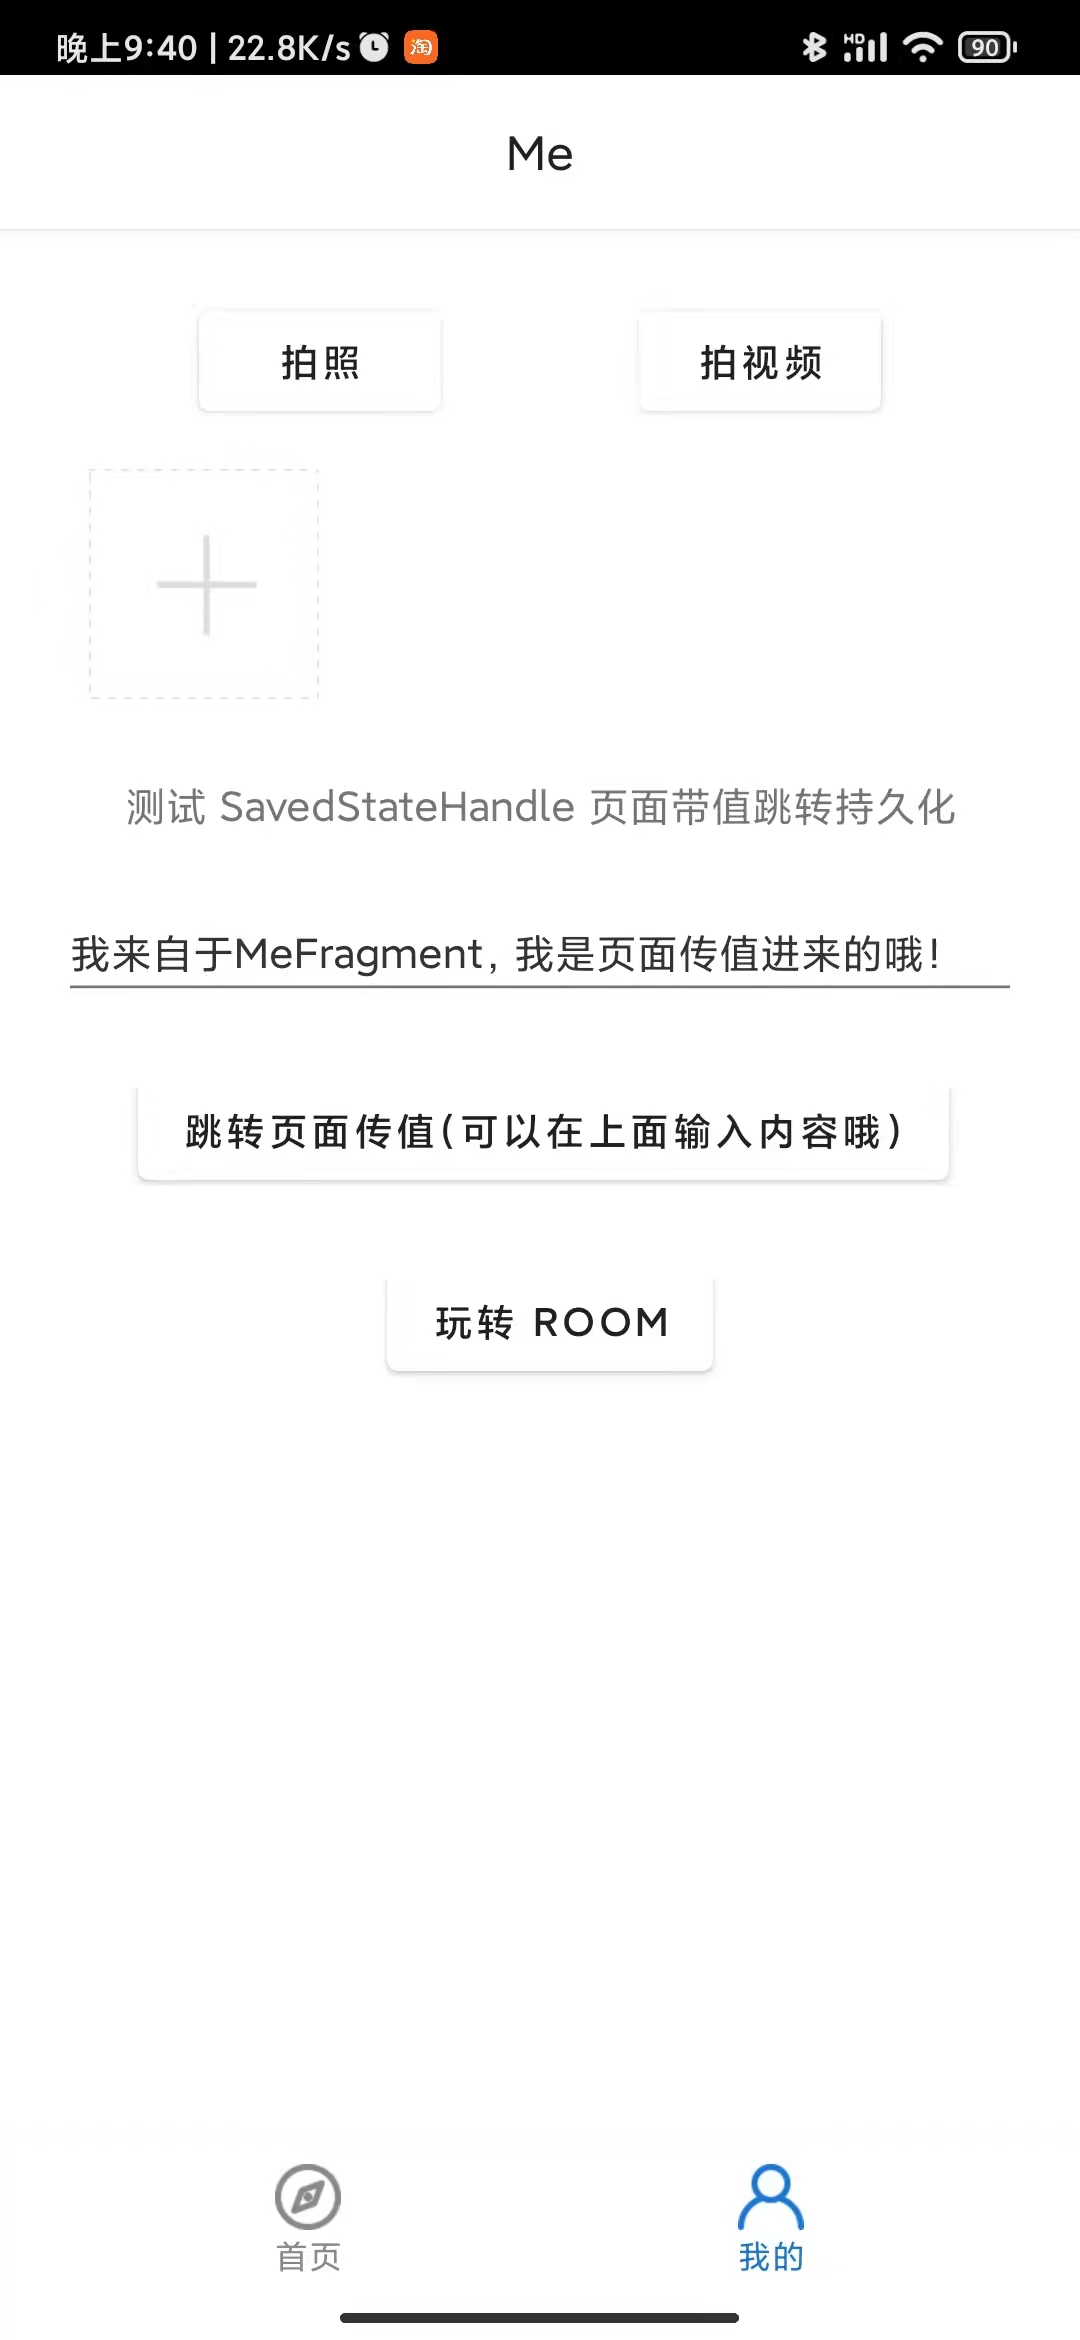 晚上9:40 | 22.8K/s 淘 HD 90
Me
拍照 拍视频
测试 SavedStateHandle 页面带值跳转持久化
我来自于MeFragment, 我是页面传值进来的哦!
跳转页面传值(可以在上面输入内容哦)
玩转 ROOM
首页 我的